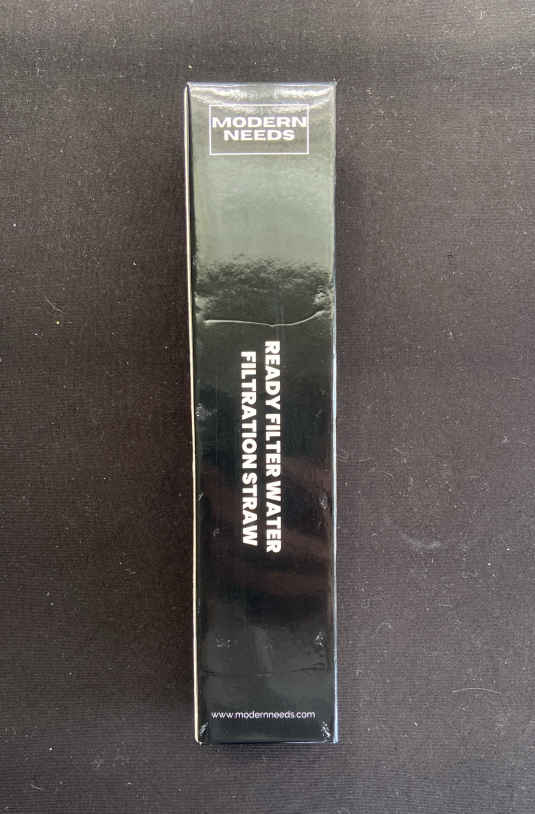 MODERN
NEEDS
READY FILTER WATER
FILTRATION STRAW
www.modernneeds.com